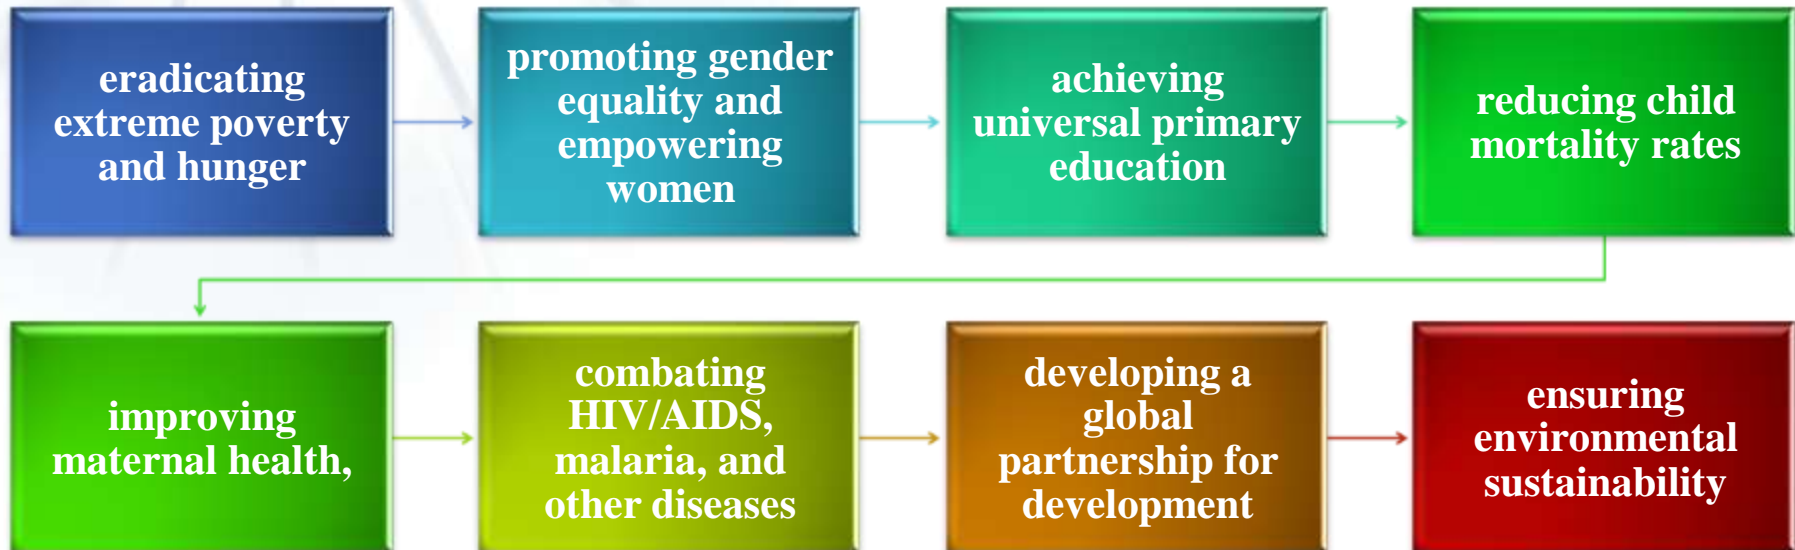 eradicating
extreme poverty
and hunger
promoting gender
equality and
empowering
women
achieving
universal primary
education
reducing child
mortality rates
improving
maternal health,
combating
HIV/AIDS,
malaria, and
other diseases
developing a
global
partnership for
development
ensuring
environmental
sustainability